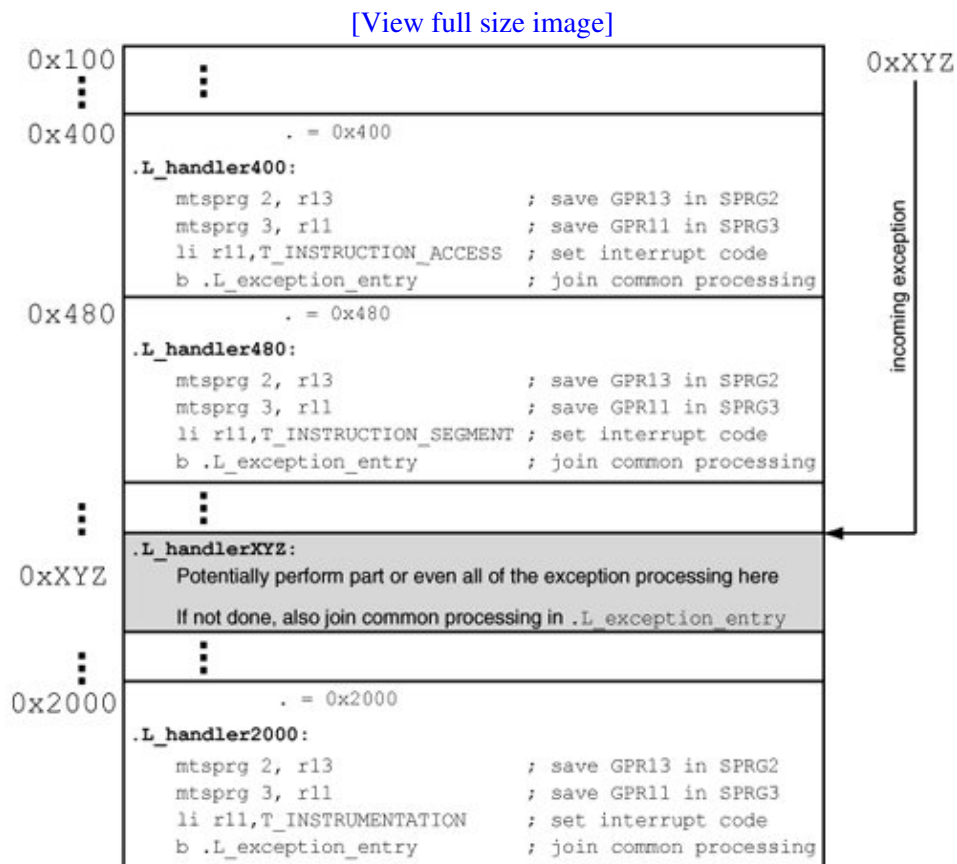 [View full size image]
0x100
0xXYZ
0x400
. = 0x400
.L_handler400:
mtsprg 2, r13 ; save GPR13 in SPRG2
mtsprg 3, r11 ; save GPR11 in SPRG3
li r11,T_INSTRUCTION_ACCESS ; set interrupt code
b .L_exception_entry ; join common processing
incoming exception
0x480
. = 0x480
.L_handler480:
mtsprg 2, r13 ; save GPR13 in SPRG2
mtsprg 3, r11 ; save GPR11 in SPRG3
li r11,T_INSTRUCTION_SEGMENT ; set interrupt code
b .L_exception_entry ; join common processing
.L_handlerXYZ:
0xXYZ
Potentially perform part or even all of the exception processing here
If not done, also join common processing in .L_exception_entry
0x2000
. = 0x2000
.L_handler2000:
mtsprg 2, r13 ; save GPR13 in SPRG2
mtsprg 3, r11 ; save GPR11 in SPRG3
li r11,T_INSTRUMENTATION ; set interrupt code
b .L_exception_entry ; join common processing